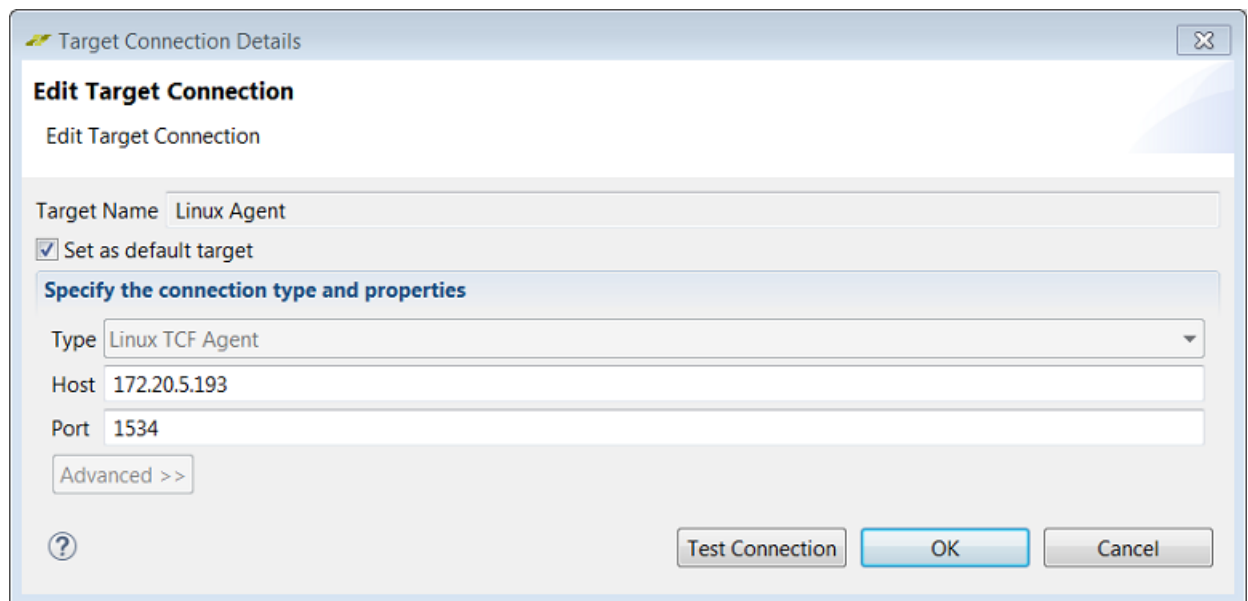 Target Connection Details
Edit Target Connection
Edit Target Connection
Target Name Linux Agent
Set as default target
Specify the connection type and properties
Type Linux TCF Agent
Host 172.20.5.193
Port 1534
Advanced >>
? Test Connection OK Cancel